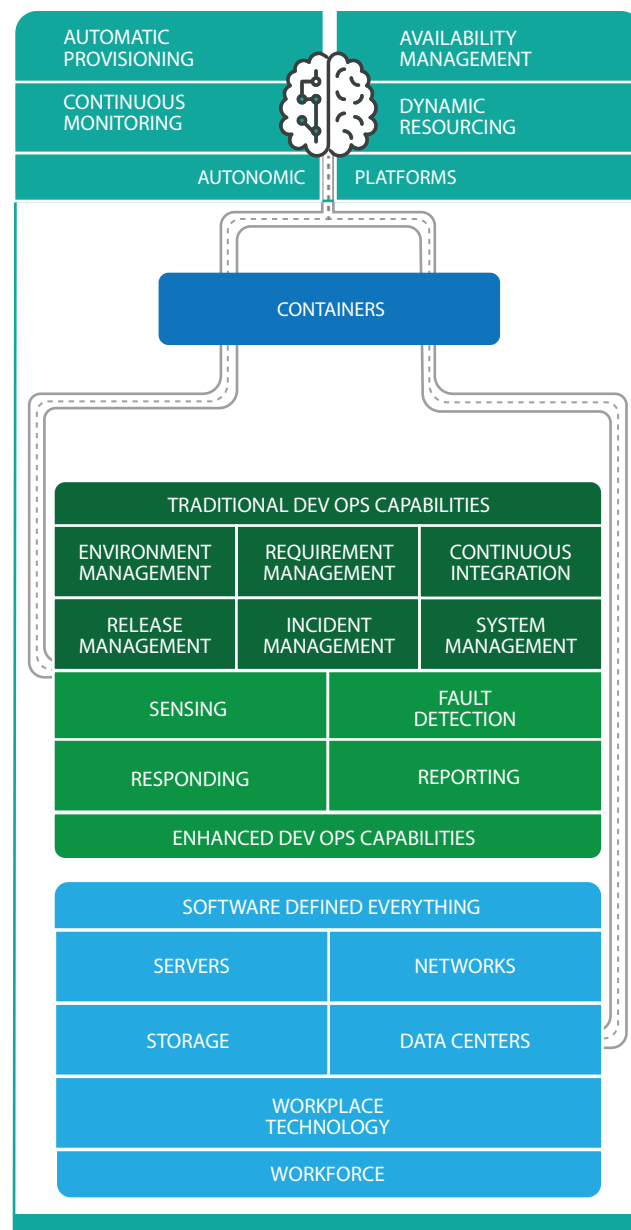 AUTOMATIC
PROVISIONING
AVAILABILITY
MANAGEMENT
CONTINUOUS
MONITORING
DYNAMIC
RESOURCING
AUTONOMIC
PLATFORMS
CONTAINERS
TRADITIONAL DEV OPS CAPABILITIES
ENVIRONMENT
MANAGEMENT
REQUIREMENT
MANAGEMENT
CONTINUOUS
INTEGRATION
RELEASE
MANAGEMENT
INCIDENT
MANAGEMENT
SYSTEM
MANAGEMENT
SENSING
FAULT
DETECTION
RESPONDING
REPORTING
ENHANCED DEV OPS CAPABILITIES
SOFTWARE DEFINED EVERYTHING
SERVERS
NETWORKS
STORAGE
DATA CENTERS
WORKPLACE
TECHNOLOGY
WORKFORCE